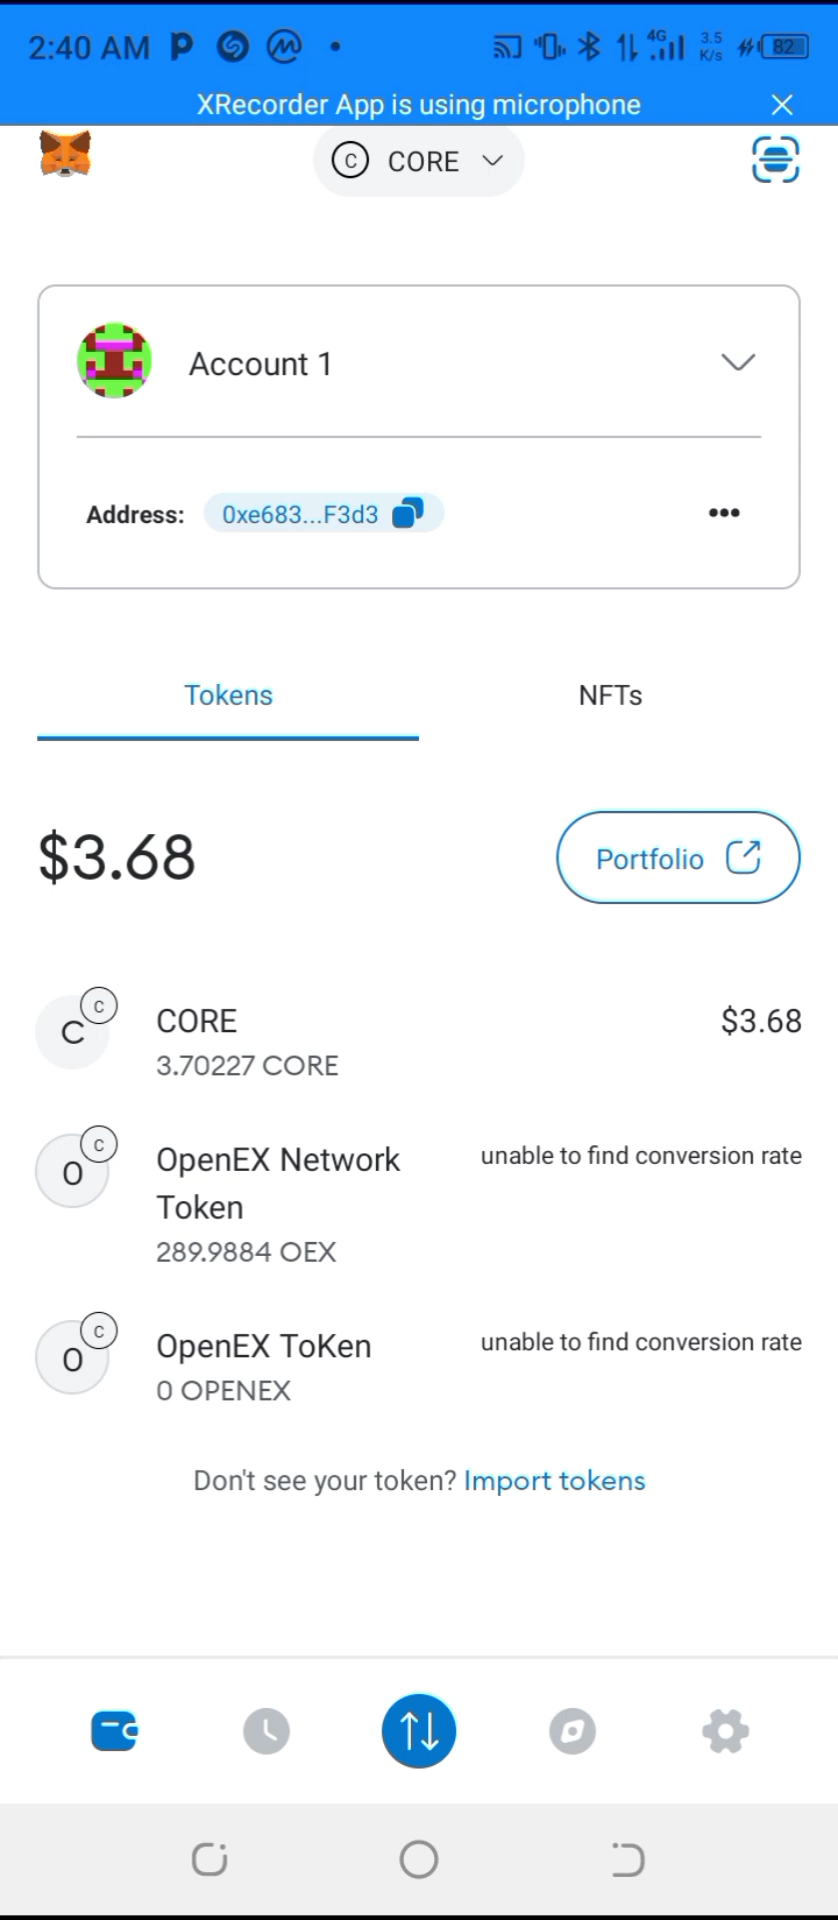 2:40 AM
4G
3.5
K/s
82
XRecorder App is using microphone
C CORE
Account 1
Address: 0xe683...F3d3
Tokens NFTs
$3.68 Portfolio
C C CORE $3.68
3.70227 CORE
O C OpenEX Network unable to find conversion rate
Token
289.9884 OEX
O C OpenEX ToKen unable to find conversion rate
0 OPENEX
Don't see your token? Import tokens